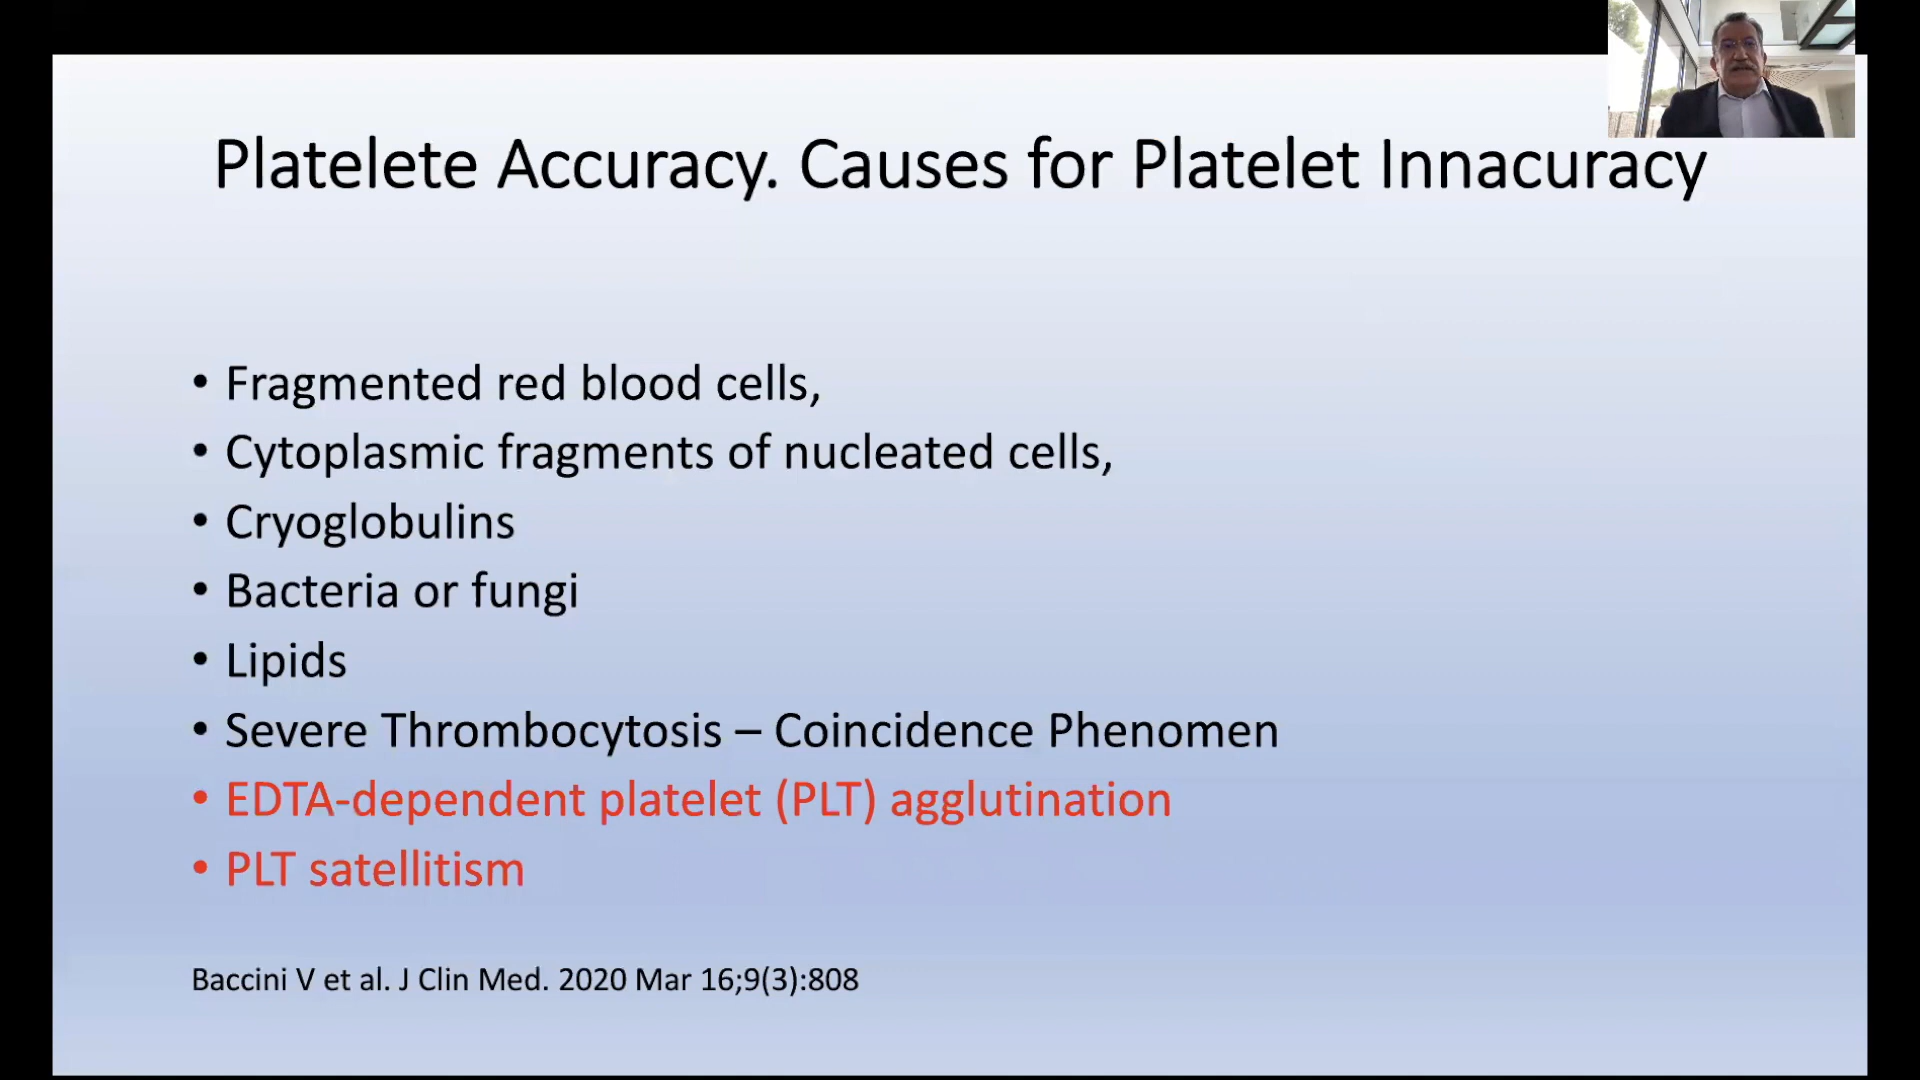 Platelete Accuracy. Causes for Platelet Innacuracy
• Fragmented red blood cells,
• Cytoplasmic fragments of nucleated cells,
• Cryoglobulins
• Bacteria or fungi
• Lipids
• Severe Thrombocytosis – Coincidence Phenomen
• EDTA-dependent platelet (PLT) agglutination
• PLT satellitism
Baccini V et al. J Clin Med. 2020 Mar 16;9(3):808